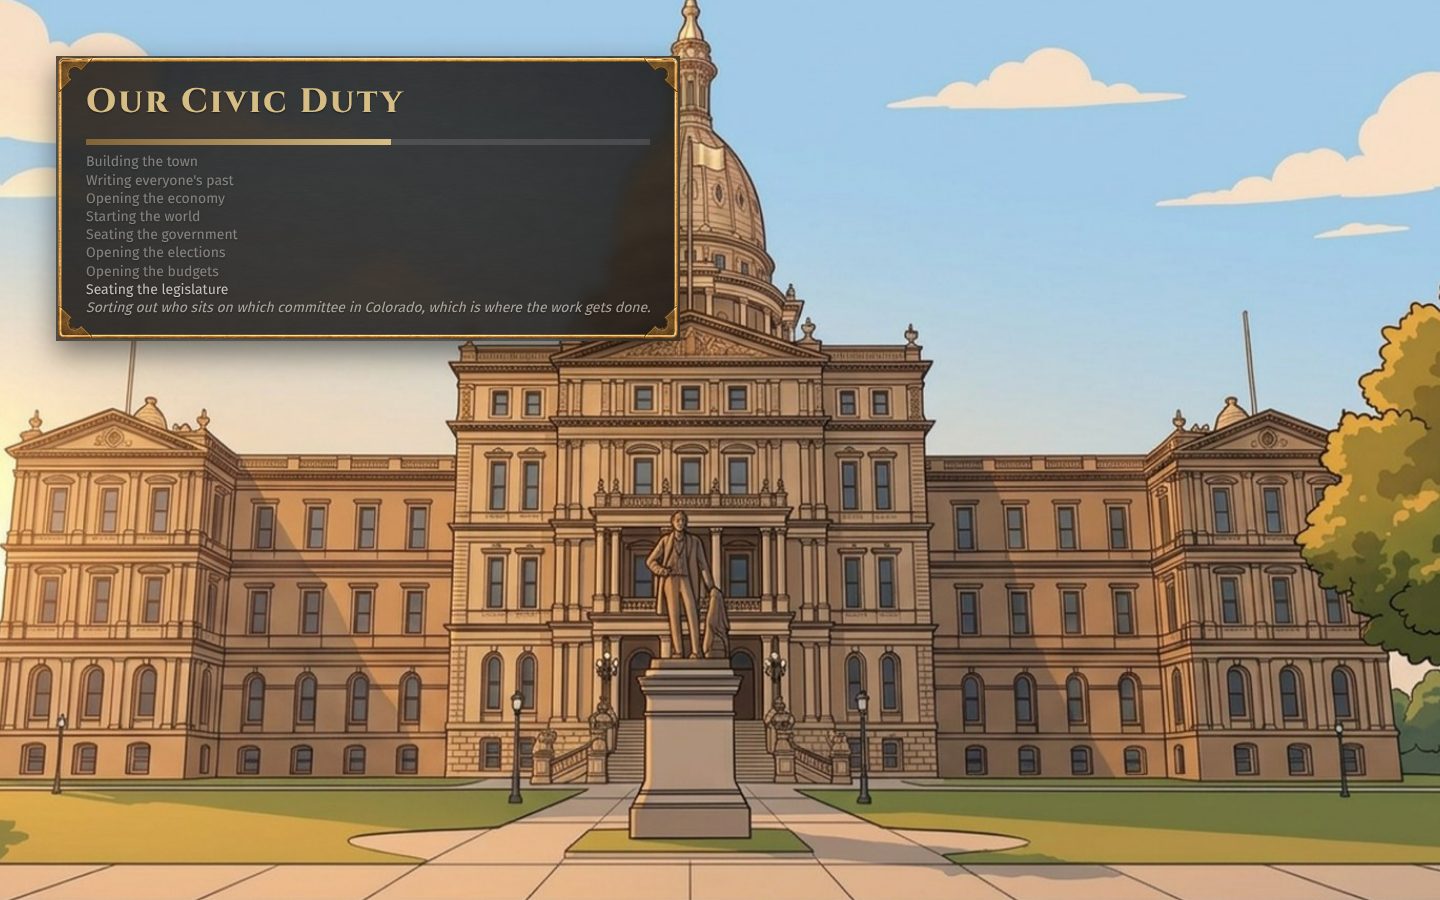 Our Civic Duty
Building the town
Writing everyone's past
Opening the economy
Starting the world
Seating the government
Opening the elections
Opening the budgets
Seating the legislature
Sorting out who sits on which committee in Colorado, which is where the work gets done.